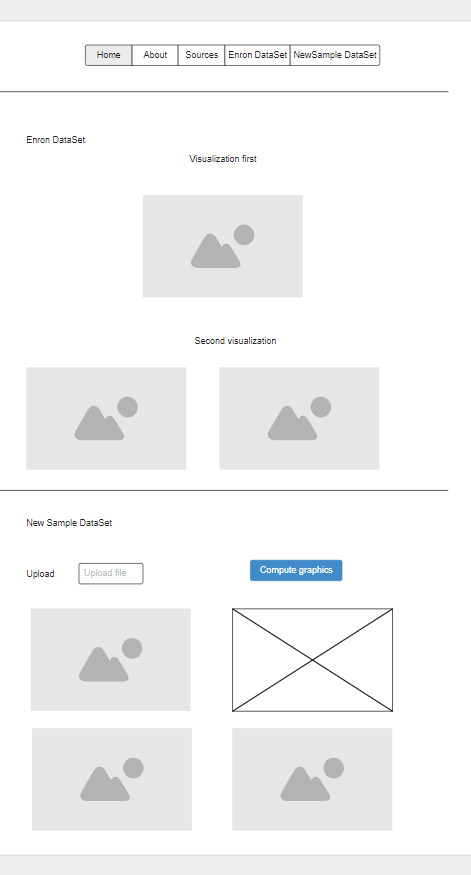 Home About Sources Enron DataSet NewSample DataSet
Enron DataSet
Visualization first
Second visualization
New Sample DataSet
Upload Upload file Compute graphics